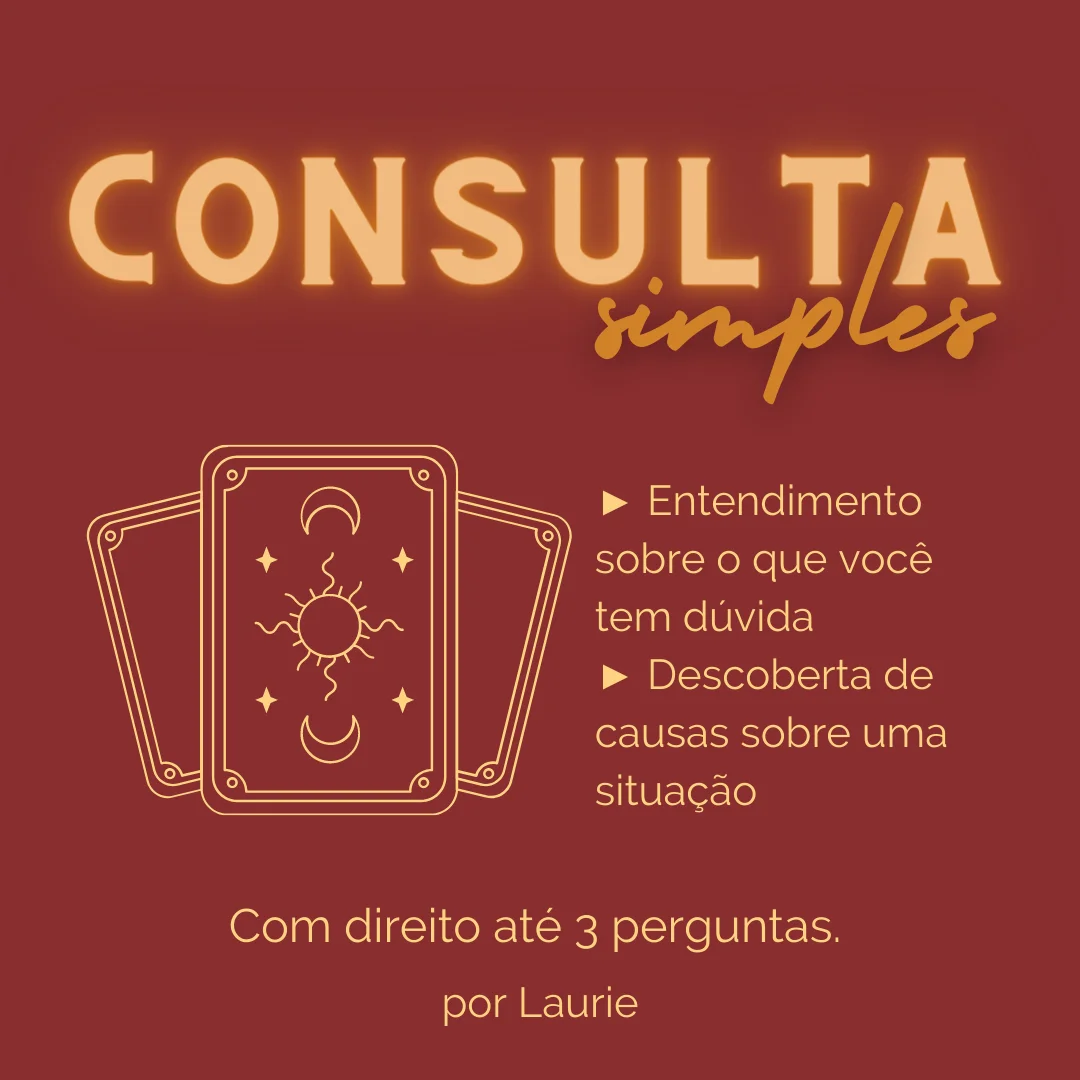 CONSULTA
simples
► Entendimento
sobre o que você
tem dúvida
► Descoberta de
causas sobre uma
situação
Com direito até 3 perguntas.
por Laurie